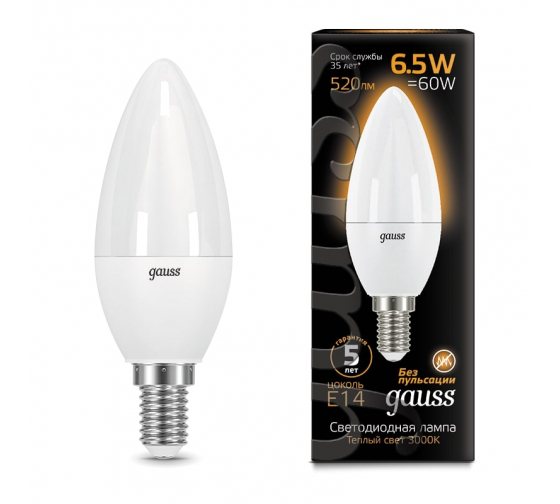 gauss
Срок службы
35 лет*
6.5W
520лм
=60W
gauss
гарантия
5
лет
Без
пульсации
цоколь
E14
gauss
Светодиодная лампа
Теплый свет 3000K